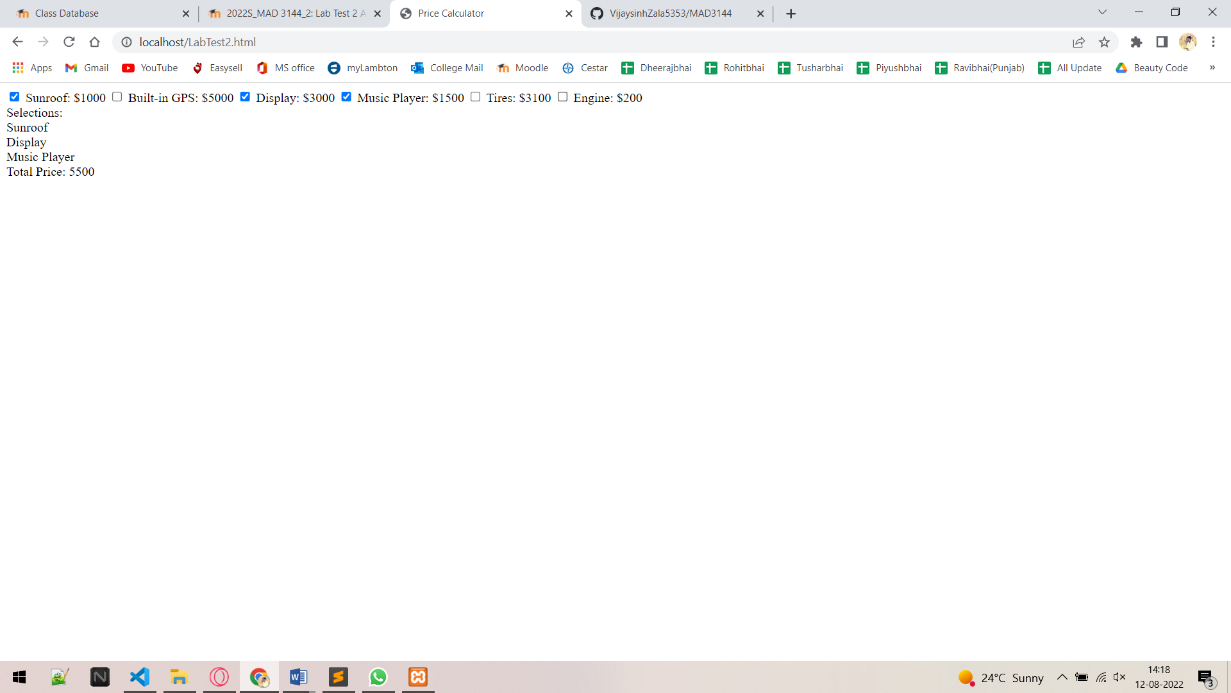 Class Database
2022S_MAD 3144_2: Lab Test 2 A
Price Calculator
VijaysinhZala5353/MAD3144
localhost/LabTest2.html
Apps Gmail YouTube Easysell MS office myLambton College Mail Moodle Cestar Dheerajbhai Rohitbhai Tusharbhai Piyushbhai Ravibhai(Punjab) All Update Beauty Code »
Sunroof: $1000 Built-in GPS: $5000 Display: $3000 Music Player: $1500 Tires: $3100 Engine: $200
Selections:
Sunroof
Display
Music Player
Total Price: 5500
24°C Sunny
14:18
12-08-2022
3